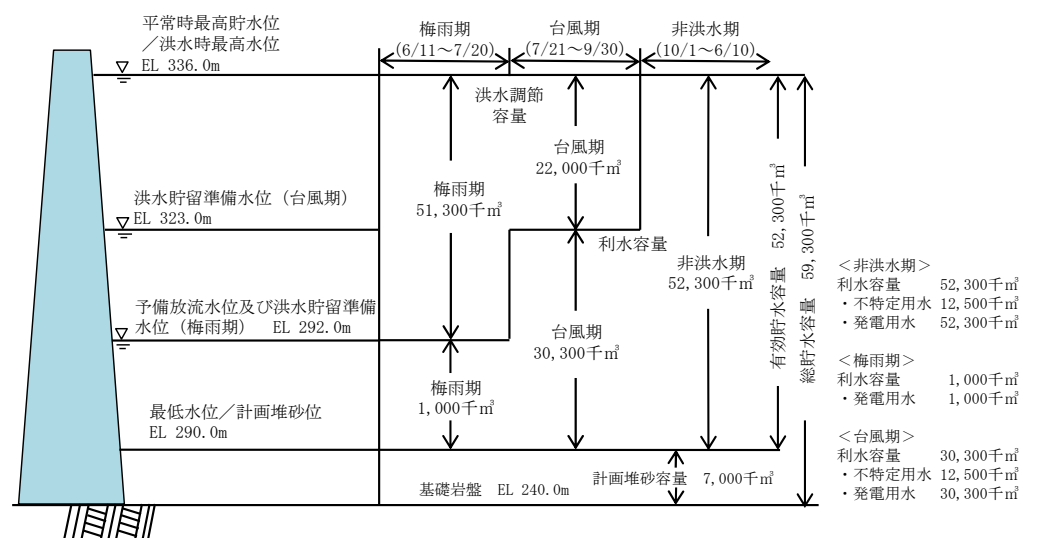 平常時最高貯水位
／洪水時最高水位
EL 336.0m
梅雨期
(6/11～7/20)
台風期
(7/21～9/30)
非洪水期
(10/1～6/10)
洪水調節
容量
台風期
22,000千㎥
梅雨期
51,300千㎥
洪水貯留準備水位（台風期）
EL 323.0m
利水容量
非洪水期
52,300千㎥
有効貯水容量 52,300千㎥
総貯水容量 59,300千㎥
予備放流水位及び洪水貯留準備
水位（梅雨期） EL 292.0m
台風期
30,300千㎥
梅雨期
1,000千㎥
最低水位／計画堆砂位
EL 290.0m
計画堆砂容量 7,000千㎥
基礎岩盤 EL 240.0m
＜非洪水期＞
利水容量 52,300千㎥
・不特定用水 12,500千㎥
・発電用水 52,300千㎥
＜梅雨期＞
利水容量 1,000千㎥
・発電用水 1,000千㎥
＜台風期＞
利水容量 30,300千㎥
・不特定用水 12,500千㎥
・発電用水 30,300千㎥